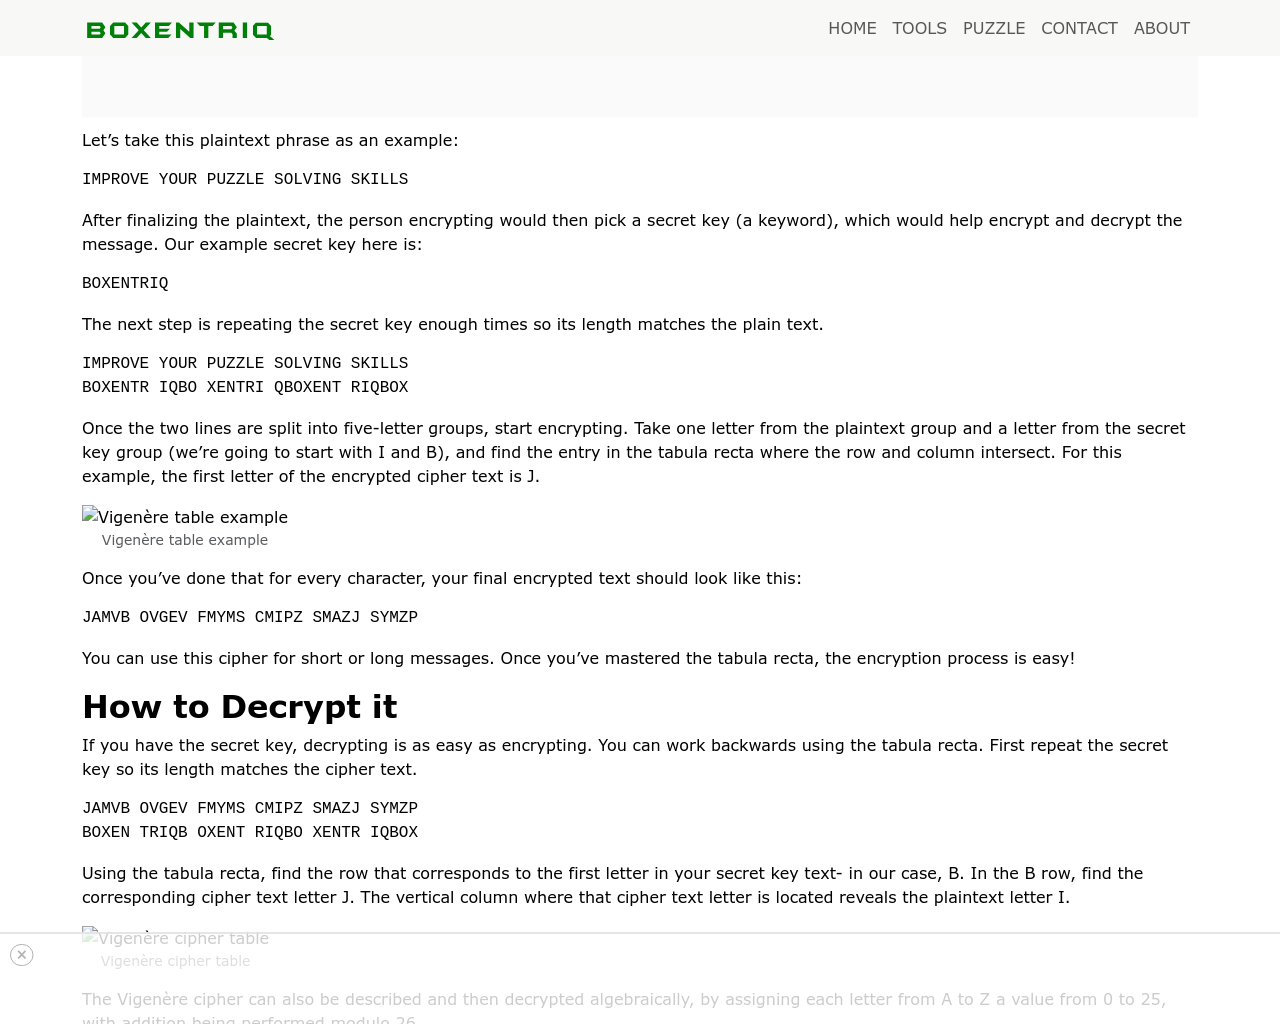 BOXENTRIQ
HOME TOOLS PUZZLE CONTACT ABOUT
Let’s take this plaintext phrase as an example:
IMPROVE YOUR PUZZLE SOLVING SKILLS
After finalizing the plaintext, the person encrypting would then pick a secret key (a keyword), which would help encrypt and decrypt the
message. Our example secret key here is:
BOXENTRIQ
The next step is repeating the secret key enough times so its length matches the plain text.
IMPROVE YOUR PUZZLE SOLVING SKILLS
BOXENTR IQBO XENTRI QBOXENT RIQBOX
Once the two lines are split into five-letter groups, start encrypting. Take one letter from the plaintext group and a letter from the secret
key group (we’re going to start with I and B), and find the entry in the tabula recta where the row and column intersect. For this
example, the first letter of the encrypted cipher text is J.
Vigenère table example
Vigenère table example
Once you’ve done that for every character, your final encrypted text should look like this:
JAMVB OVGEV FMYMS CMIPZ SMAZJ SYMZP
You can use this cipher for short or long messages. Once you’ve mastered the tabula recta, the encryption process is easy!
How to Decrypt it
If you have the secret key, decrypting is as easy as encrypting. You can work backwards using the tabula recta. First repeat the secret
key so its length matches the cipher text.
JAMVB OVGEV FMYMS CMIPZ SMAZJ SYMZP
BOXEN TRIQB OXENT RIQBO XENTR IQBOX
Using the tabula recta, find the row that corresponds to the first letter in your secret key text- in our case, B. In the B row, find the
corresponding cipher text letter J. The vertical column where that cipher text letter is located reveals the plaintext letter I.
Vigenère cipher table
Vigenère cipher table
The Vigenère cipher can also be described and then decrypted algebraically, by assigning each letter from A to Z a value from 0 to 25,
with addition being performed modulo 26.